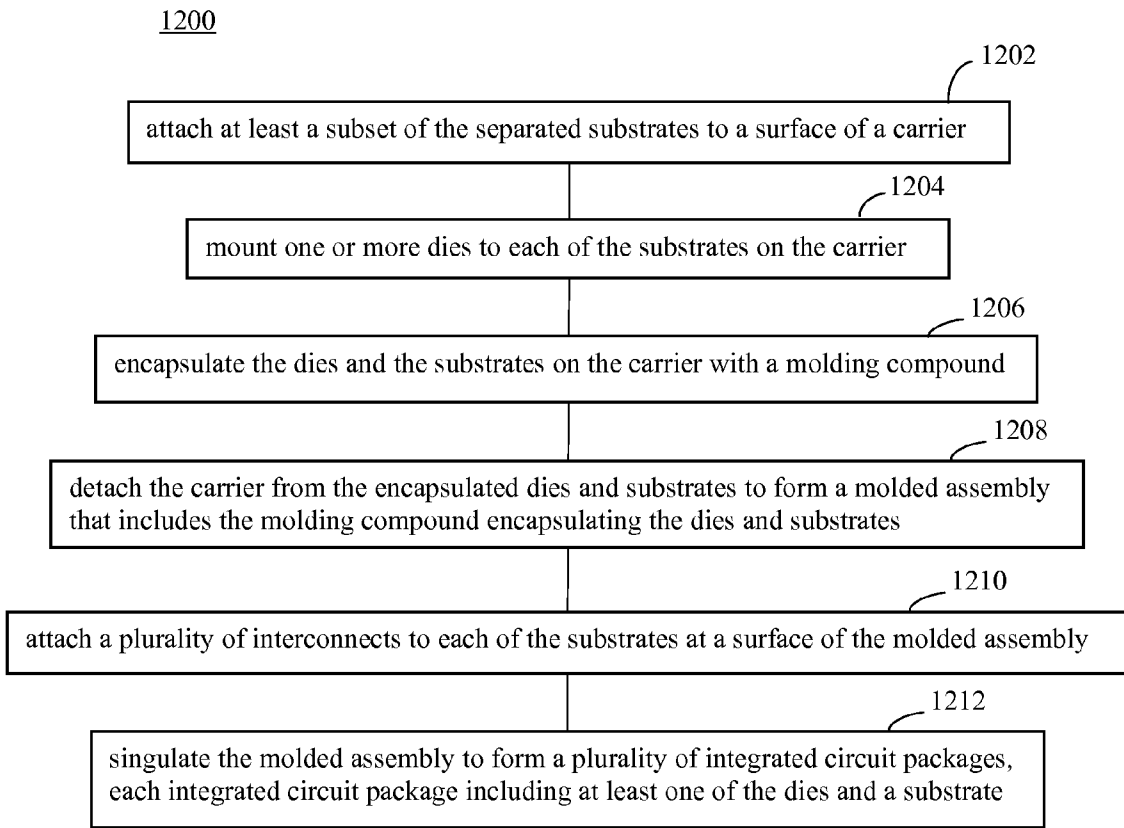 1200
1202
attach at least a subset of the separated substrates to a surface of a carrier
1204
mount one or more dies to each of the substrates on the carrier
1206
encapsulate the dies and the substrates on the carrier with a molding compound
1208
detach the carrier from the encapsulated dies and substrates to form a molded assembly
that includes the molding compound encapsulating the dies and substrates
1210
attach a plurality of interconnects to each of the substrates at a surface of the molded assembly
1212
singulate the molded assembly to form a plurality of integrated circuit packages,
each integrated circuit package including at least one of the dies and a substrate